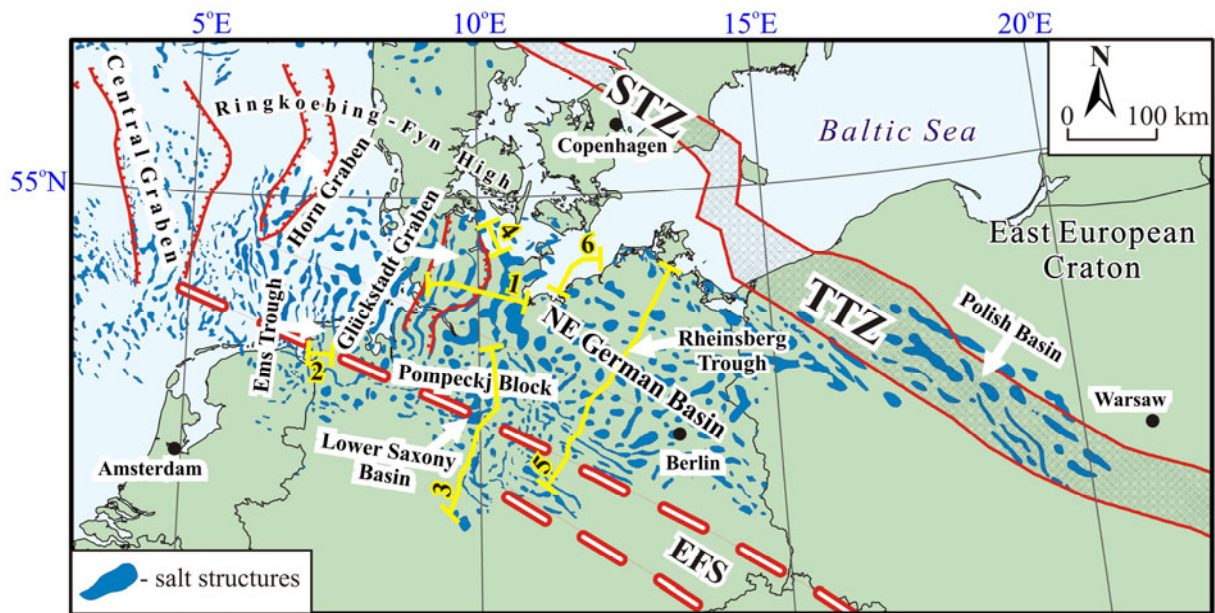 5°E
10°E
15°E
20°E
55°N
N
0 100 km
Central Graben
Ringkoebing - Fyn High
Horn Graben
Glückstadt Graben
Ems Trough
STZ
Copenhagen
Baltic Sea
East European
Craton
TTZ
Polish Basin
Warsaw
4
6
1
2
NE German Basin
Rheinsberg
Trough
Pompeckj Block
Lower Saxony
Basin
Amsterdam
Berlin
3
5
EFS
- salt structures